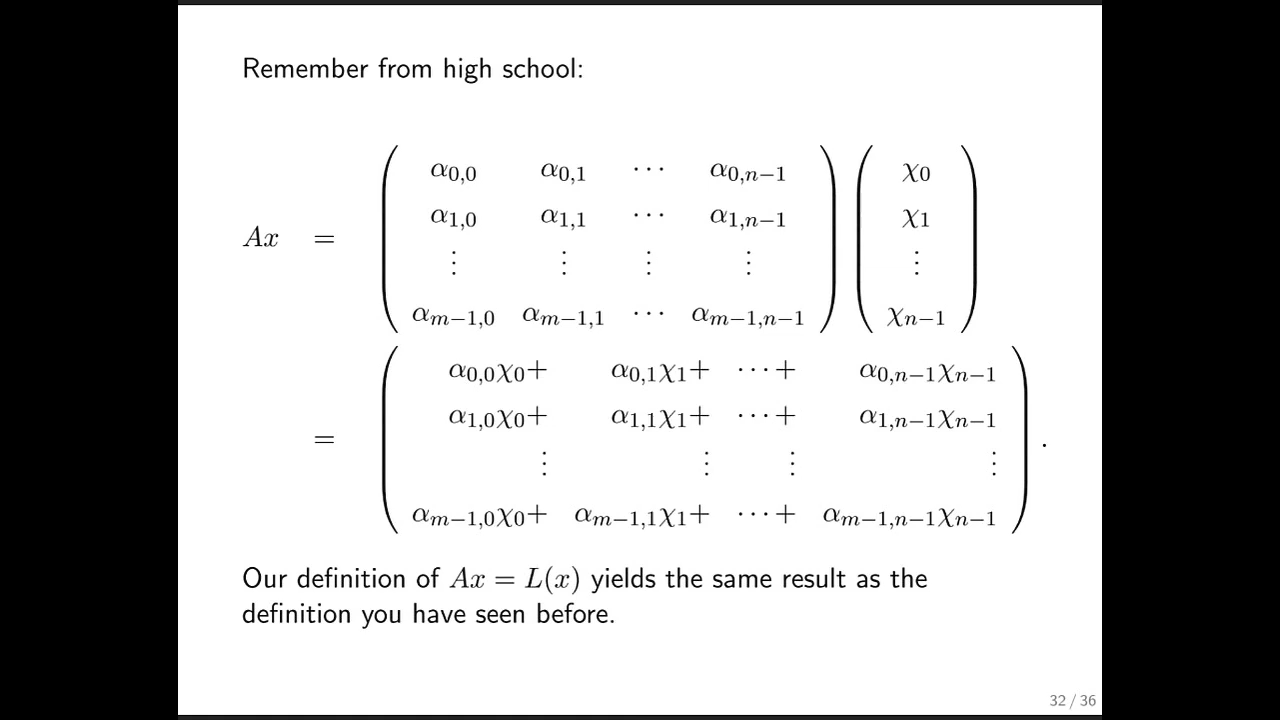 Remember from high school:
Ax = ( α₀,₀ α₀,₁ ⋯ α₀,ₙ₋₁ ) ( χ₀ )
( α₁,₀ α₁,₁ ⋯ α₁,ₙ₋₁ ) ( χ₁ )
( ⋮ ⋮ ⋮ ⋮ ) ( ⋮ )
( αₘ₋₁,₀ αₘ₋₁,₁ ⋯ αₘ₋₁,ₙ₋₁ ) ( χₙ₋₁ )
= ( α₀,₀χ₀+ α₀,₁χ₁+ ⋯+ α₀,ₙ₋₁χₙ₋₁ )
( α₁,₀χ₀+ α₁,₁χ₁+ ⋯+ α₁,ₙ₋₁χₙ₋₁ )
( ⋮ ⋮ ⋮ ⋮ ) .
( αₘ₋₁,₀χ₀+ αₘ₋₁,₁χ₁+ ⋯+ αₘ₋₁,ₙ₋₁χₙ₋₁ )
Our definition of Ax = L(x) yields the same result as the
definition you have seen before.
32 / 36